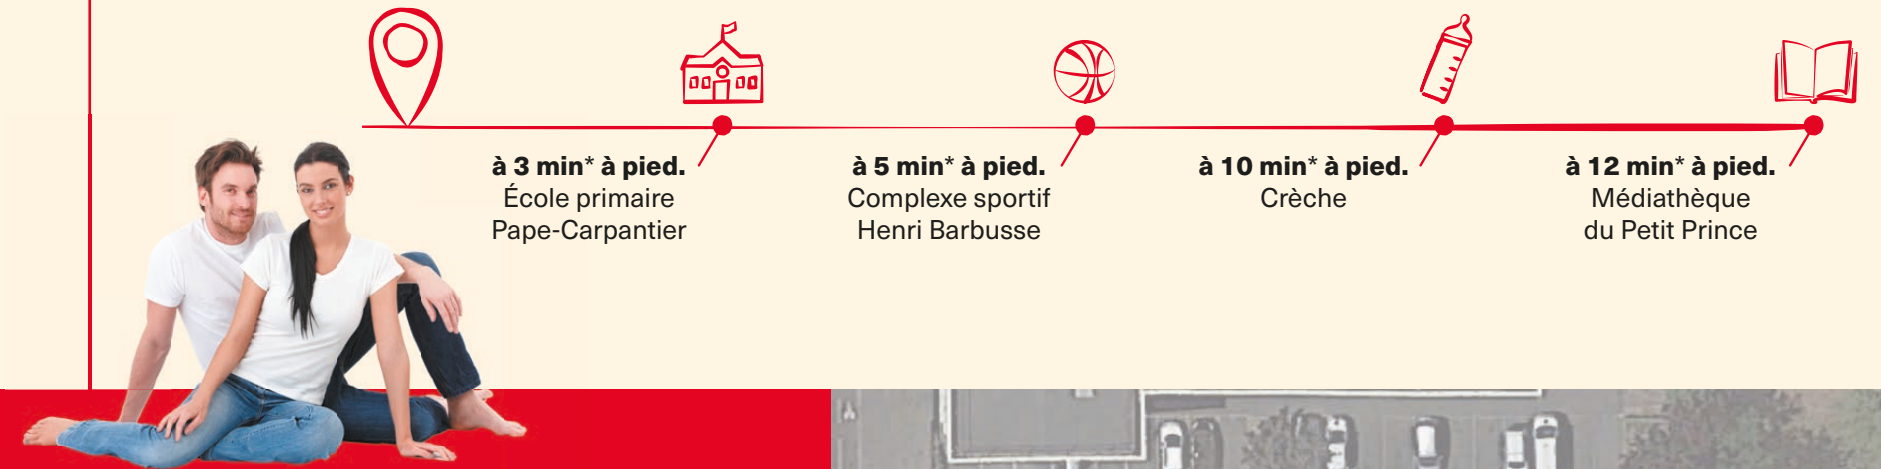 à 3 min* à pied.
École primaire
Pape-Carpantier
à 5 min* à pied.
Complexe sportif
Henri Barbusse
à 10 min* à pied.
Crèche
à 12 min* à pied.
Médiathèque
du Petit Prince